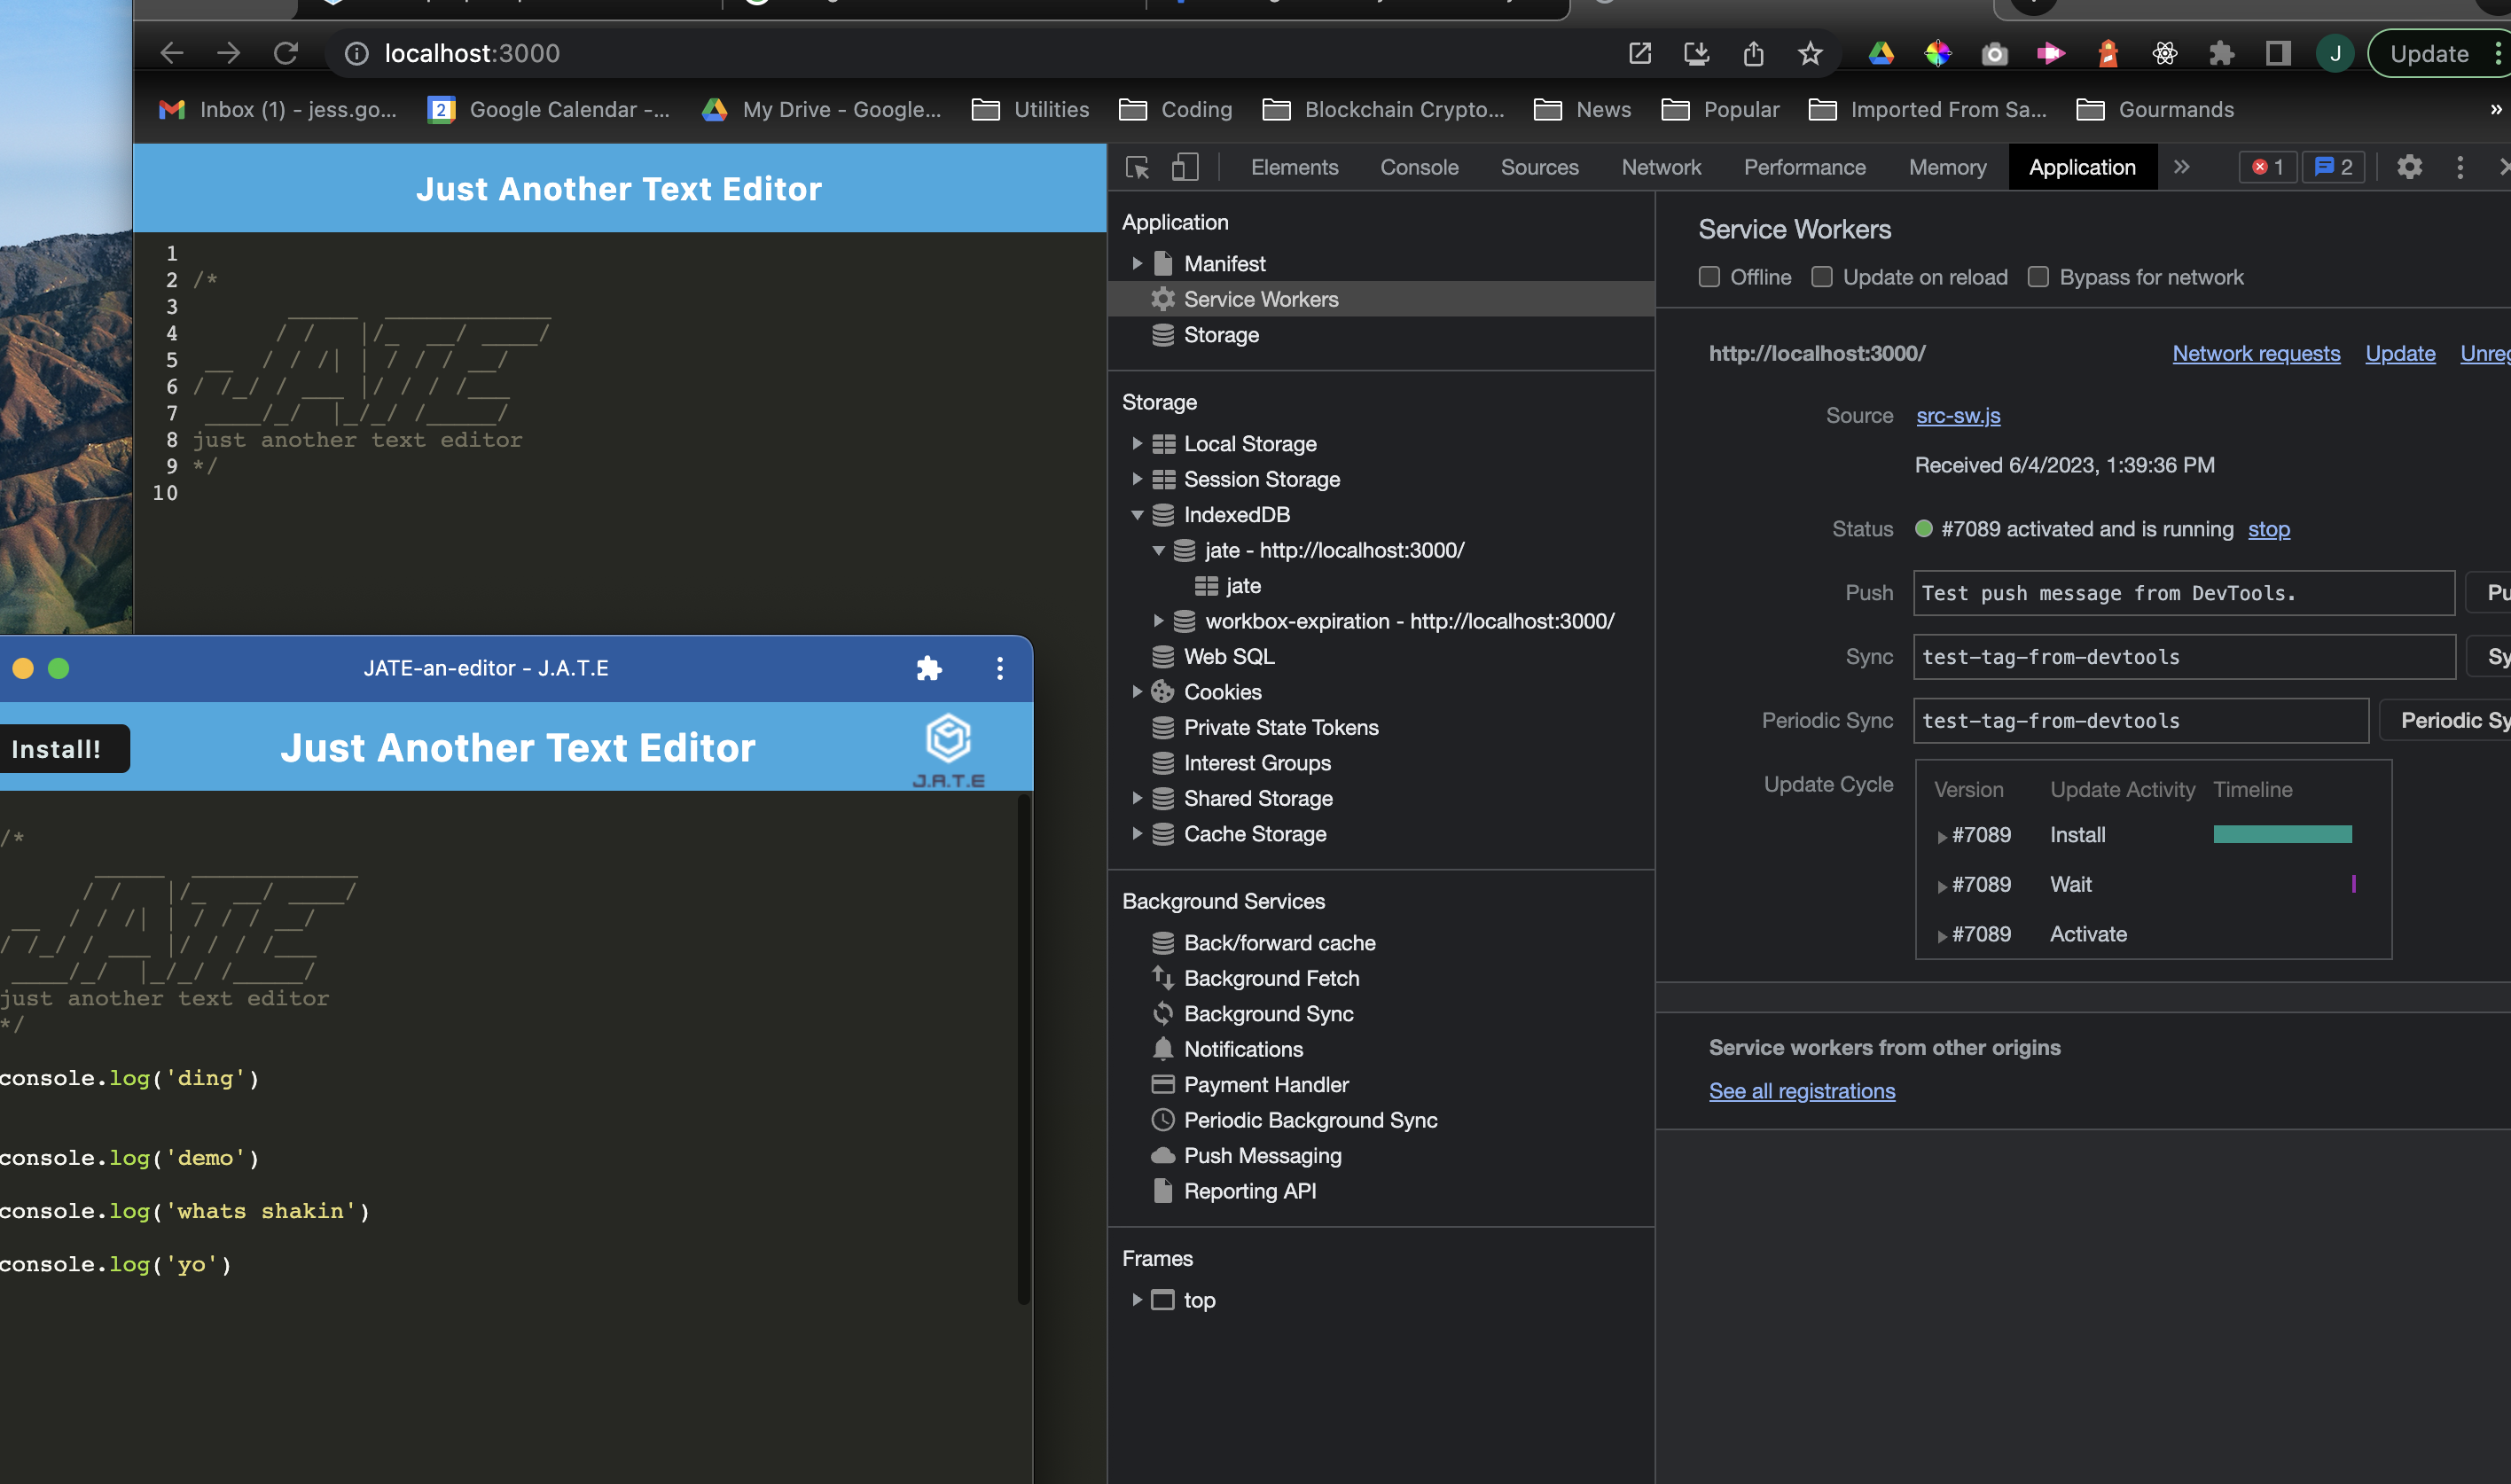 localhost:3000
Update
Inbox (1) - jess.go...
Google Calendar -...
My Drive - Google...
Utilities
Coding
Blockchain Crypto...
News
Popular
Imported From Sa...
Gourmands
»
Just Another Text Editor
1
2 /*
3
4
5
6
7
8 just another text editor
9 */
10
Elements
Console
Sources
Network
Performance
Memory
Application
1
2
Application
Manifest
Service Workers
Storage
Storage
Local Storage
Session Storage
IndexedDB
jate - http://localhost:3000/
jate
workbox-expiration - http://localhost:3000/
Web SQL
Cookies
Private State Tokens
Interest Groups
Shared Storage
Cache Storage
Background Services
Back/forward cache
Background Fetch
Background Sync
Notifications
Payment Handler
Periodic Background Sync
Push Messaging
Reporting API
Frames
top
Service Workers
Offline
Update on reload
Bypass for network
http://localhost:3000/
Network requests
Update
Source
src-sw.js
Received 6/4/2023, 1:39:36 PM
Status
#7089 activated and is running
stop
Push
Test push message from DevTools.
Sync
test-tag-from-devtools
Periodic Sync
test-tag-from-devtools
Periodic Sy
Update Cycle
Version Update Activity Timeline
#7089 Install
#7089 Wait
#7089 Activate
Service workers from other origins
See all registrations
JATE-an-editor - J.A.T.E
Install!
Just Another Text Editor
J.A.T.E
/*
just another text editor
*/
console.log('ding')
console.log('demo')
console.log('whats shakin')
console.log('yo')